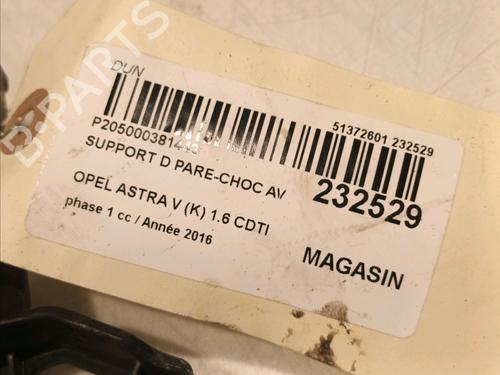 DUN
P20500038144
51372601 232529
SUPPORT D PARE-CHOC AV
232529
OPEL ASTRA V (K) 1.6 CDTI
phase 1 cc / Année 2016
MAGASIN
B-PARTS